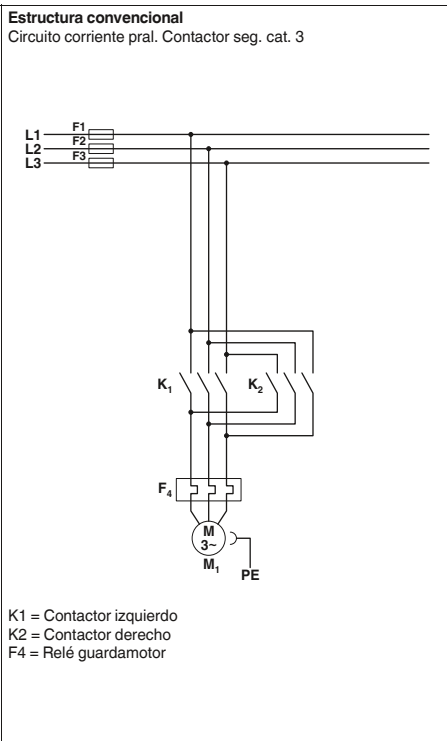 Estructura convencional
Circuito corriente pral. Contactor seg. cat. 3
L1 F1
L2 F2
L3 F3
K1 K2
F4
M
3~
M1
PE
K1 = Contactor izquierdo
K2 = Contactor derecho
F4 = Relé guardamotor